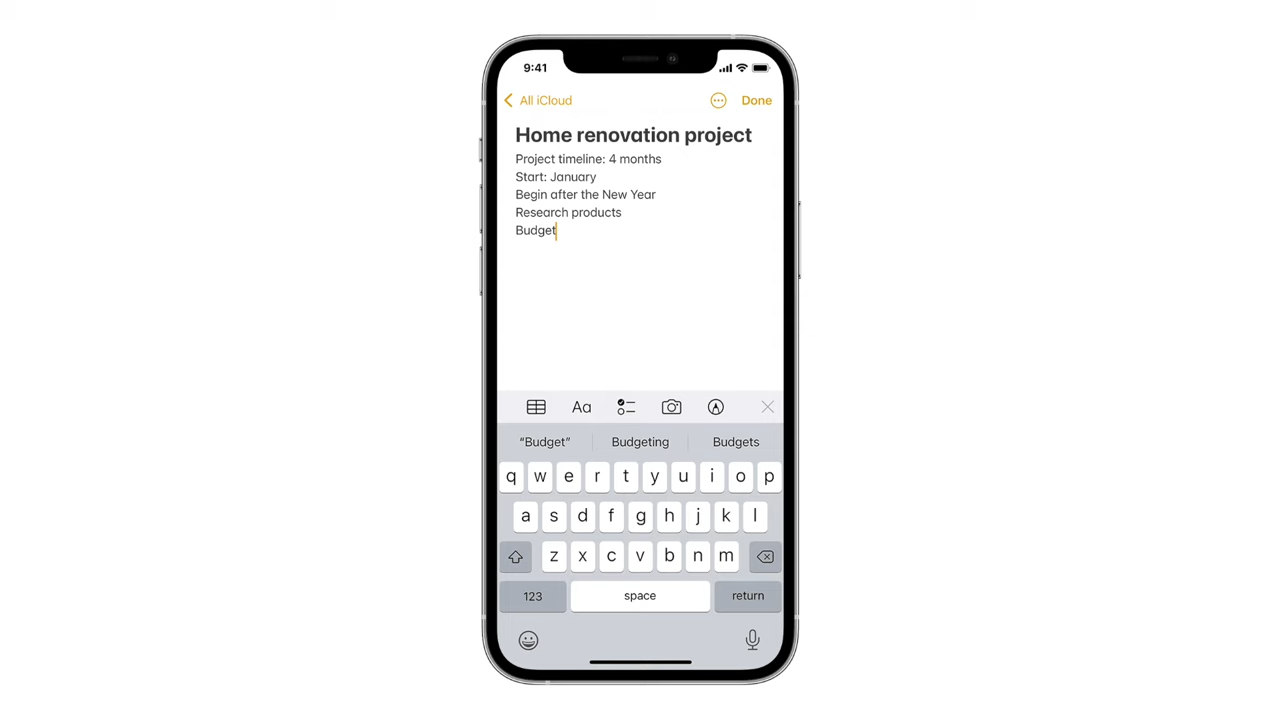 9:41
All iCloud Done
Home renovation project
Project timeline: 4 months
Start: January
Begin after the New Year
Research products
Budget
Aa
“Budget” Budgeting Budgets
q w e r t y u i o p
a s d f g h j k l
z x c v b n m
123 space return